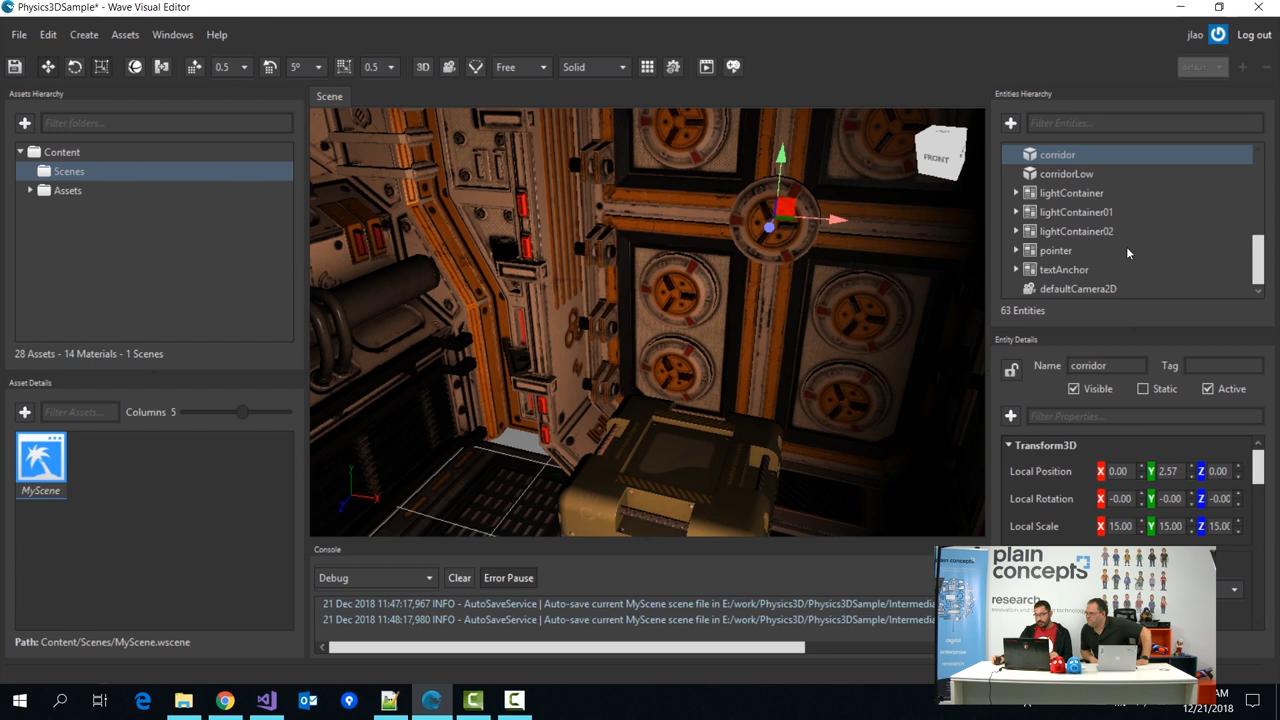 Physics3DSample* - Wave Visual Editor
File Edit Create Assets Windows Help
jlao Log out
0.5 5° 0.5 3D Free Solid
default
Assets Hierarchy
Filter folders...
Content
Scenes
Assets
28 Assets - 14 Materials - 1 Scenes
Asset Details
Filter Assets...
Columns 5
MyScene
Path: Content/Scenes/MyScene.wscene
Scene
FRONT
Y
X
Z
Console
Debug Clear Error Pause
21 Dec 2018 11:47:17,967 INFO - AutoSaveService | Auto-save current MyScene scene file in E:/work/Physics3D/Physics3DSample/Intermedia
21 Dec 2018 11:48:17,980 INFO - AutoSaveService | Auto-save current MyScene scene file in E:/work/Physics3D/Physics3DSample/Intermedia
Entities Hierarchy
Filter Entities...
corridor
corridorLow
lightContainer
lightContainer01
lightContainer02
pointer
textAnchor
defaultCamera2D
63 Entities
Entity Details
Name corridor Tag
Visible Static Active
Filter Properties...
Transform3D
Local Position X 0.00 Y 2.57 Z 0.00
Local Rotation X -0.00 Y -0.00 Z -0.00
Local Scale X 15.00 Y 15.00 Z 15.00
plain concepts
research
digital
enterprise
research
AM
12/21/2018